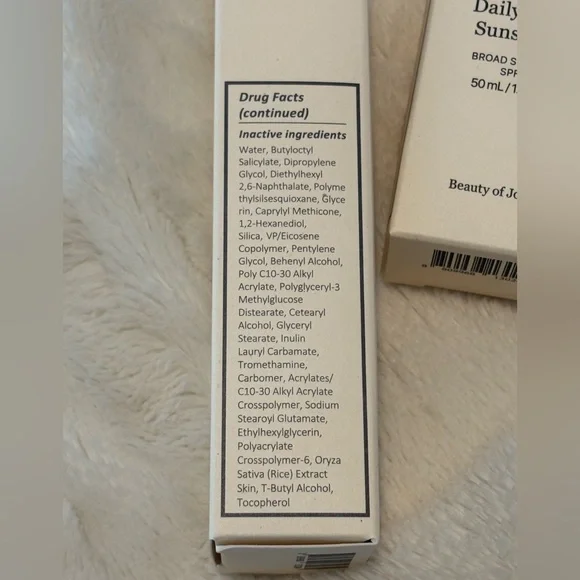 Drug Facts
(continued)
Inactive ingredients
Water, Butyloctyl
Salicylate, Dipropylene
Glycol, Diethylhexyl
2,6-Naphthalate, Polyme
thylsilsesquioxane, Glyce
rin, Caprylyl Methicone,
1,2-Hexanediol,
Silica, VP/Eicosene
Copolymer, Pentylene
Glycol, Behenyl Alcohol,
Poly C10-30 Alkyl
Acrylate, Polyglyceryl-3
Methylglucose
Distearate, Cetearyl
Alcohol, Glyceryl
Stearate, Inulin
Lauryl Carbamate,
Tromethamine,
Carbomer, Acrylates/
C10-30 Alkyl Acrylate
Crosspolymer, Sodium
Stearoyl Glutamate,
Ethylhexylglycerin,
Polyacrylate
Crosspolymer-6, Oryza
Sativa (Rice) Extract
Skin, T-Butyl Alcohol,
Tocopherol
Daily
Suns
BROAD S
SPF
50 mL/1.
Beauty of Jo